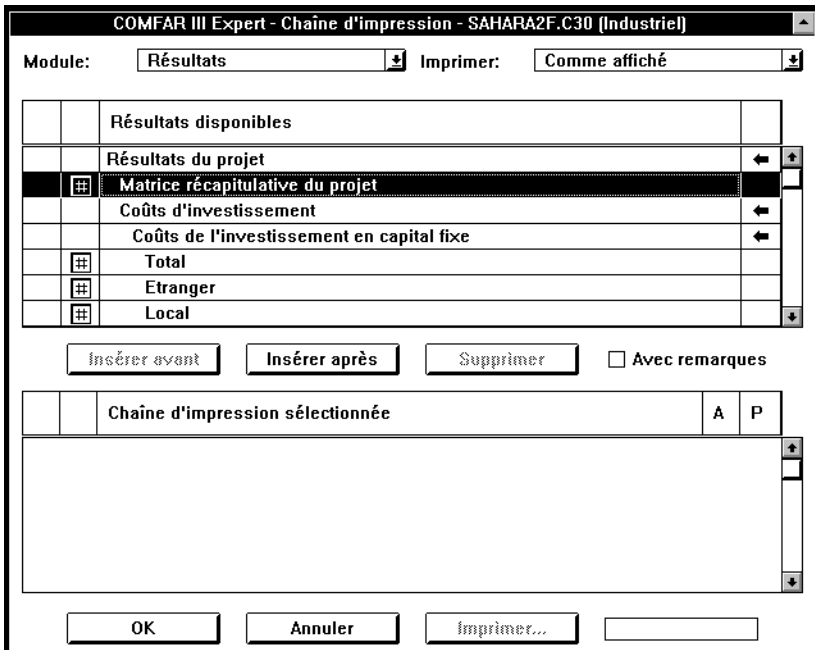 COMFAR III Expert - Chaîne d'impression - SAHARA2F.C30 (Industriel)
Module: Résultats Imprimer: Comme affiché
Résultats disponibles
Résultats du projet
Matrice récapitulative du projet
Coûts d'investissement
Coûts de l'investissement en capital fixe
Total
Etranger
Local
Insérer avant Insérer après Supprimer Avec remarques
Chaîne d'impression sélectionnée A P
OK Annuler Imprimer...